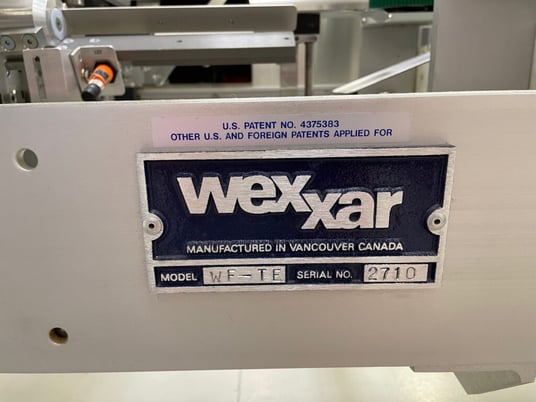 U.S. PATENT NO. 4375383
OTHER U.S. AND FOREIGN PATENTS APPLIED FOR
wexxar
MANUFACTURED IN VANCOUVER CANADA
MODEL WF-TE SERIAL NO. 2710